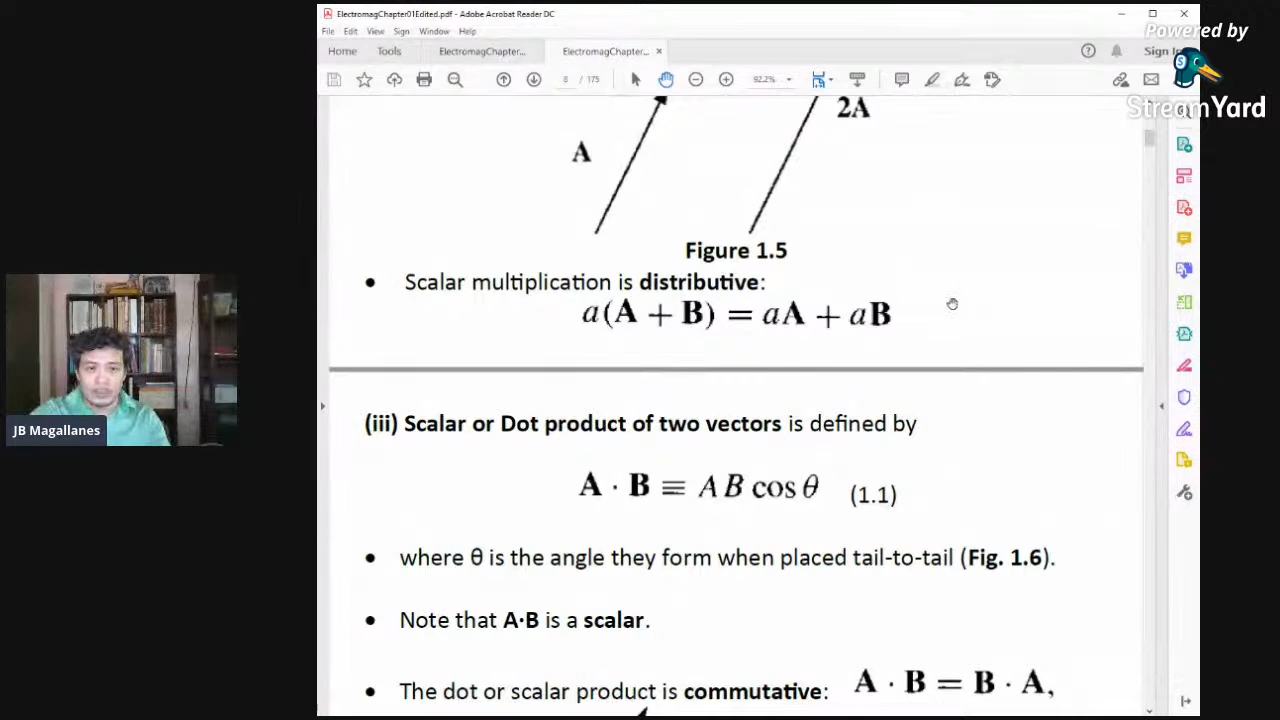 ElectromagChapter01Edited.pdf - Adobe Acrobat Reader DC
File Edit View Sign Window Help
Home Tools ElectromagChapter... ElectromagChapter... × Sign In
8 / 175 92.2%
Powered by
StreamYard
A
2A
Figure 1.5
• Scalar multiplication is distributive:
a(A + B) = aA + aB
(iii) Scalar or Dot product of two vectors is defined by
A · B ≡ A B cos θ (1.1)
• where θ is the angle they form when placed tail-to-tail (Fig. 1.6).
• Note that A·B is a scalar.
• The dot or scalar product is commutative: A · B = B · A,
JB Magallanes